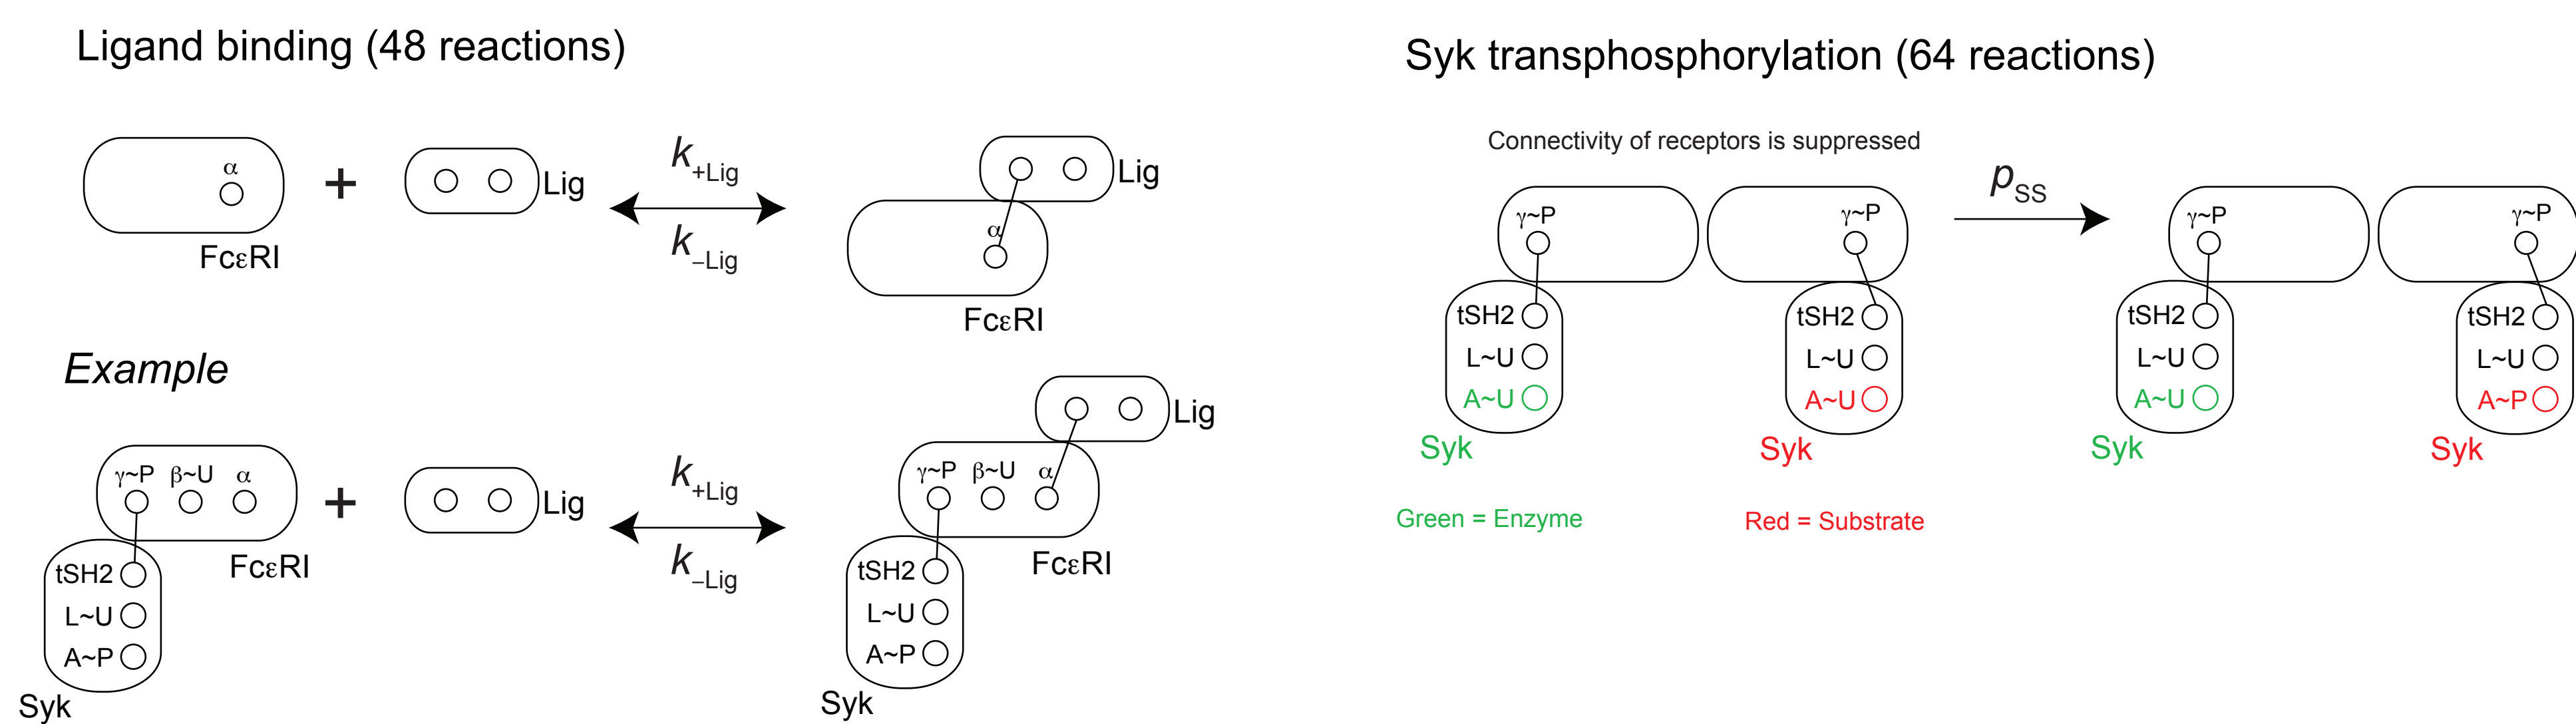 Ligand binding (48 reactions)
α
FcεRI
+
Lig
k+Lig
k–Lig
α
Lig
FcεRI
Example
γ~P β~U α
FcεRI
tSH2
L~U
A~P
Syk
+
Lig
k+Lig
k–Lig
γ~P β~U α
Lig
FcεRI
tSH2
L~U
A~P
Syk
Syk transphosphorylation (64 reactions)
Connectivity of receptors is suppressed
γ~P
γ~P
pSS
γ~P
γ~P
tSH2
L~U
A~U
Syk
tSH2
L~U
A~U
Syk
tSH2
L~U
A~U
Syk
tSH2
L~U
A~P
Syk
Green = Enzyme
Red = Substrate